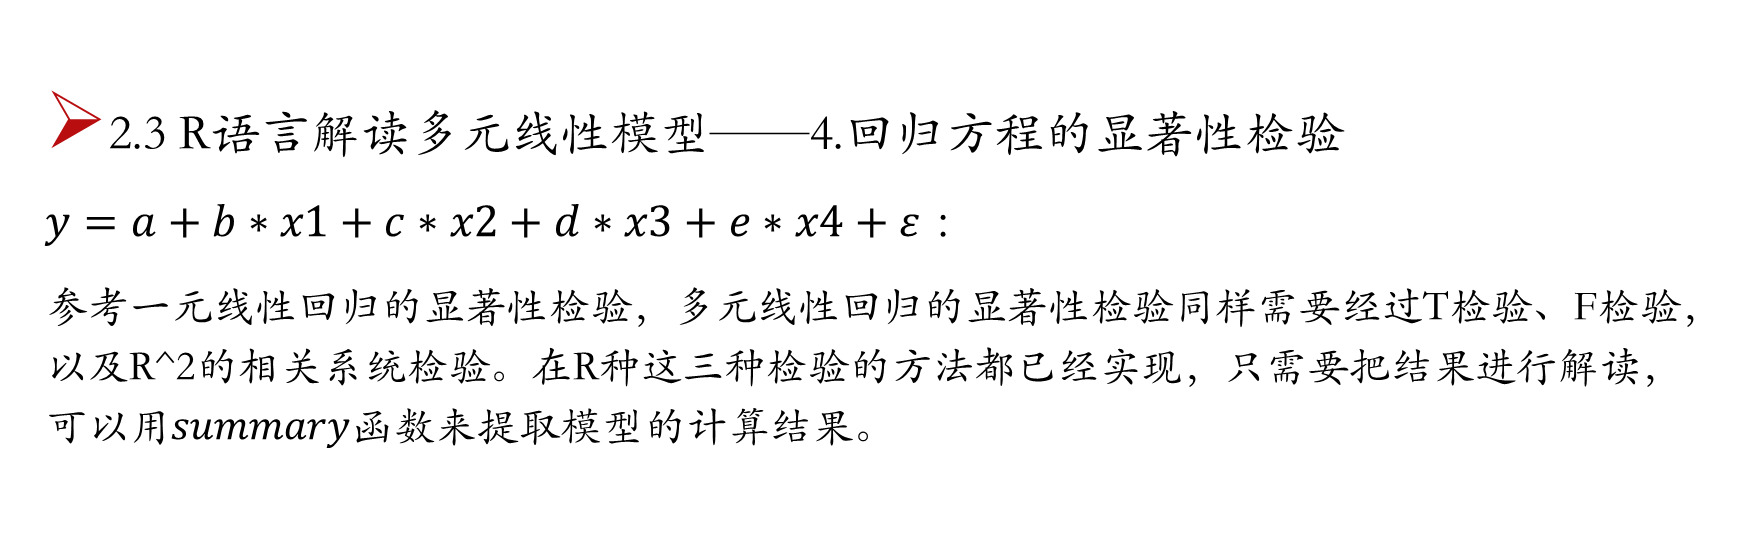 2.3 R语言解读多元线性模型——4.回归方程的显著性检验
y = a + b ∗ x1 + c ∗ x2 + d ∗ x3 + e ∗ x4 + ε :
参考一元线性回归的显著性检验，多元线性回归的显著性检验同样需要经过T检验、F检验，
以及R^2的相关系统检验。在R种这三种检验的方法都已经实现，只需要把结果进行解读，
可以用summary函数来提取模型的计算结果。